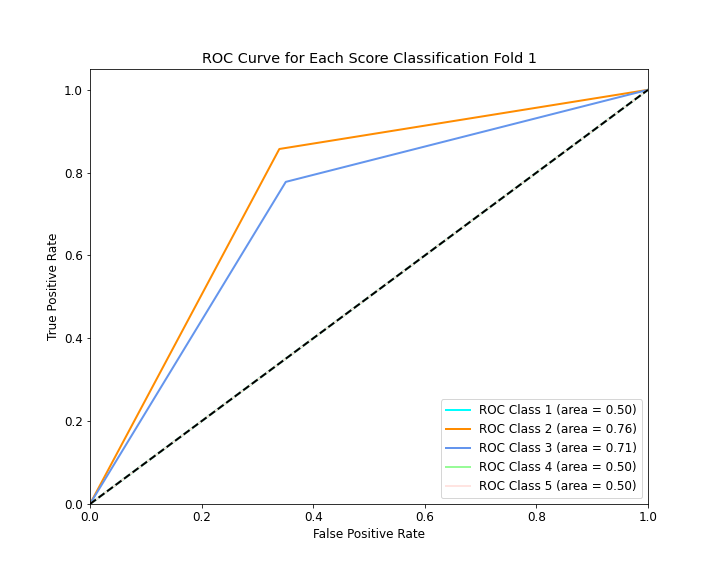 ROC Curve for Each Score Classification Fold 1
1.0
0.8
0.6
0.4
0.2
0.0
True Positive Rate
ROC Class 1 (area = 0.50)
ROC Class 2 (area = 0.76)
ROC Class 3 (area = 0.71)
ROC Class 4 (area = 0.50)
ROC Class 5 (area = 0.50)
0.0 0.2 0.4 0.6 0.8 1.0
False Positive Rate